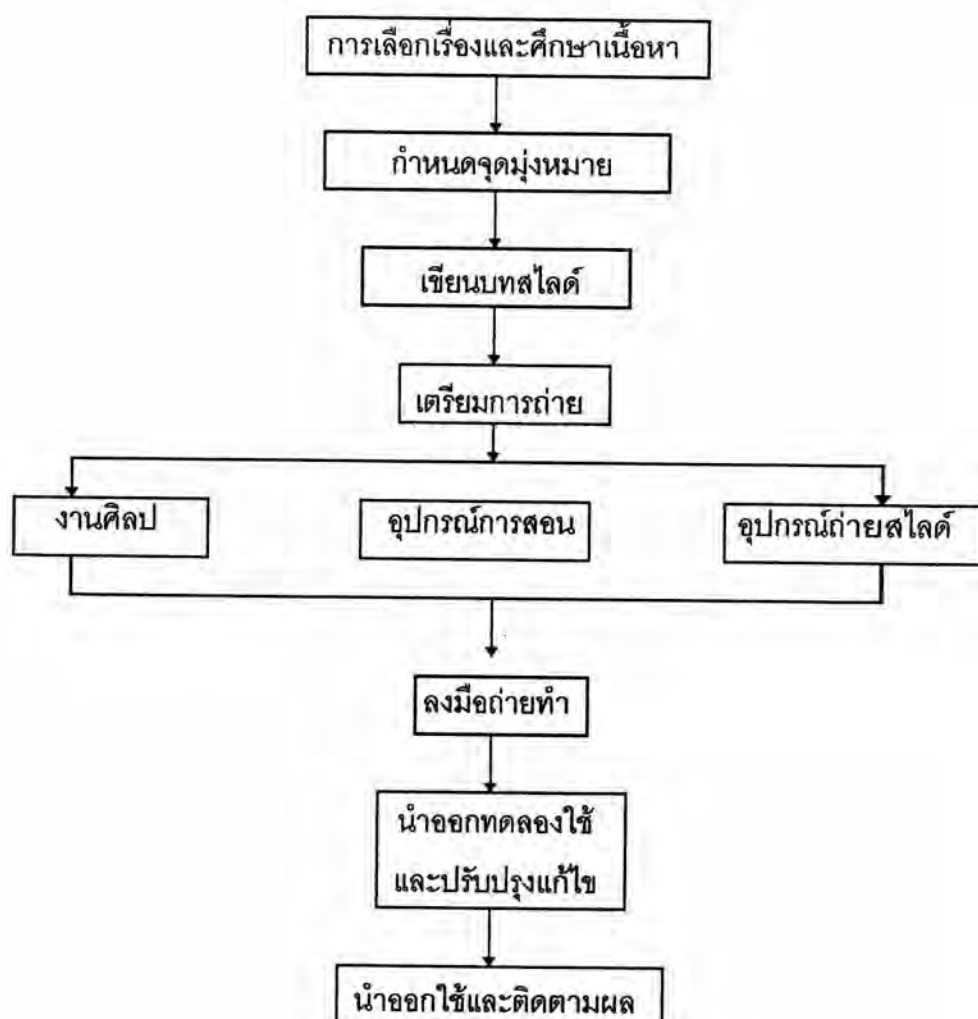 การเลือกเรื่องและศึกษาเนื้อหา
กำหนดจุดมุ่งหมาย
เขียนบทสไลด์
เตรียมการถ่าย
งานศิลป
อุปกรณ์การสอน
อุปกรณ์ถ่ายสไลด์
ลงมือถ่ายทำ
นำออกทดลองใช้
และปรับปรุงแก้ไข
นำออกใช้และติดตามผล